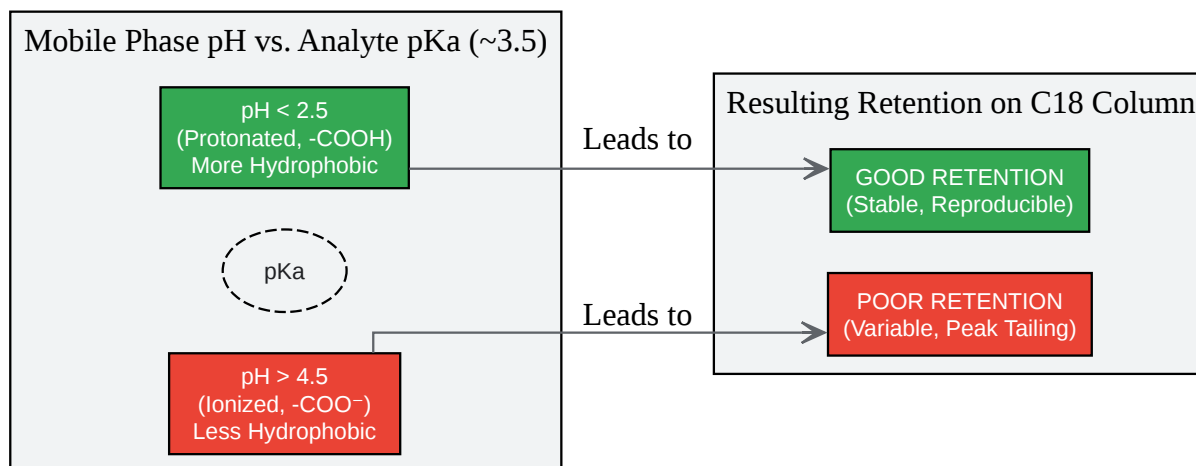 Mobile Phase pH vs. Analyte pKa (~3.5)
pH < 2.5
(Protonated, -COOH)
More Hydrophobic
pKa
pH > 4.5
(Ionized, -COO⁻)
Less Hydrophobic
Leads to
Leads to
Resulting Retention on C18 Column
GOOD RETENTION
(Stable, Reproducible)
POOR RETENTION
(Variable, Peak Tailing)